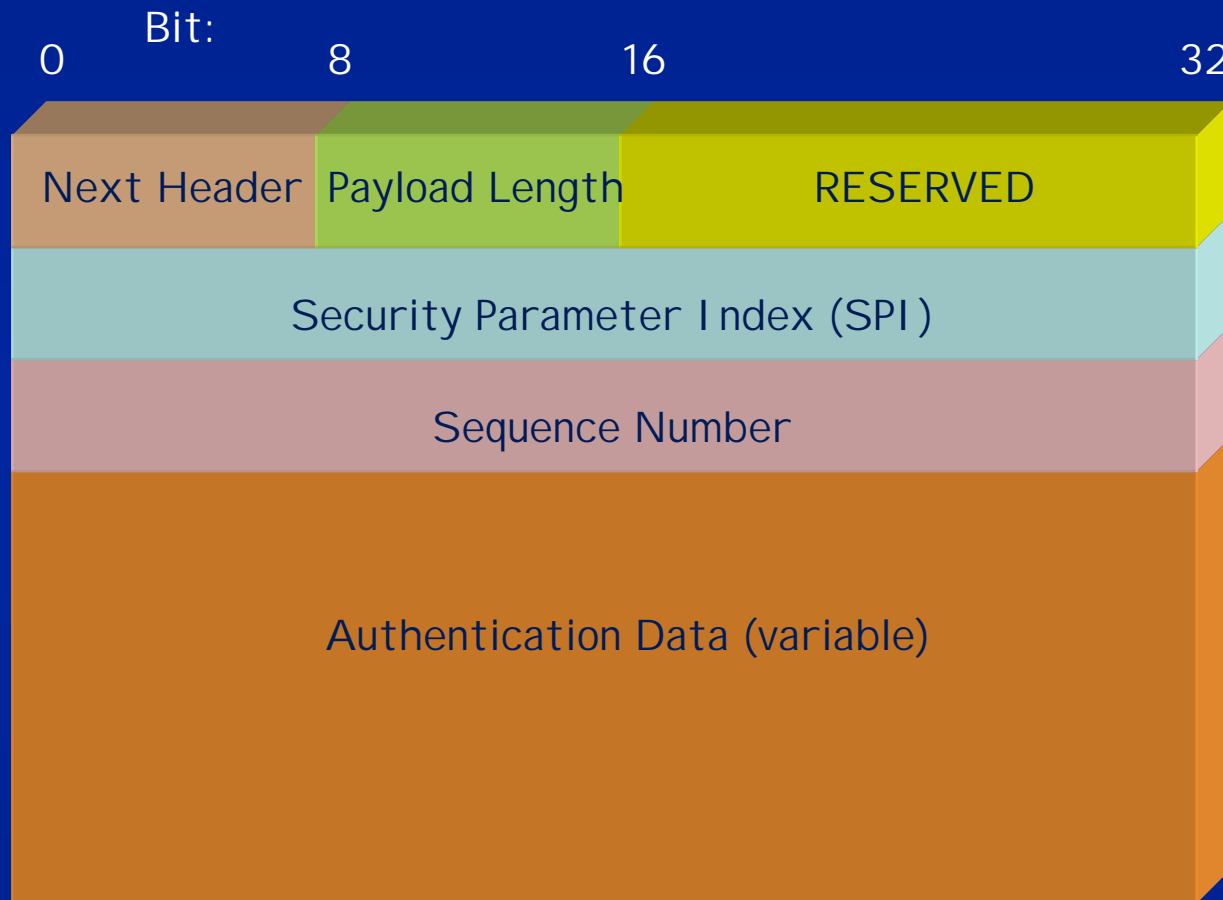 Bit:
0 8 16 32
Next Header Payload Length RESERVED
Security Parameter Index (SPI)
Sequence Number
Authentication Data (variable)